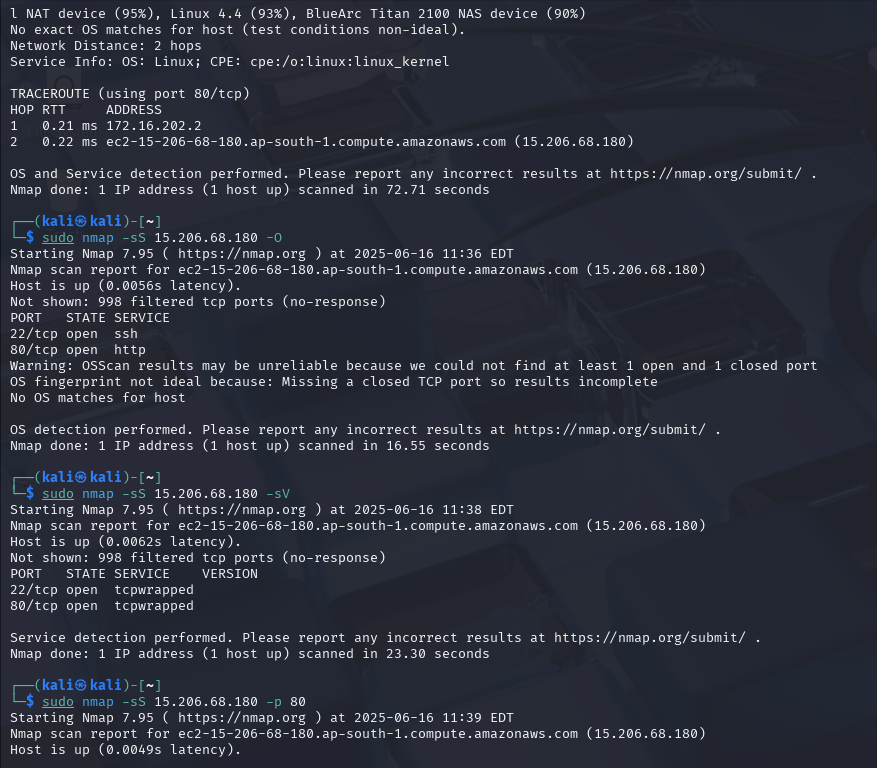 l NAT device (95%), Linux 4.4 (93%), BlueArc Titan 2100 NAS device (90%)
No exact OS matches for host (test conditions non-ideal).
Network Distance: 2 hops
Service Info: OS: Linux; CPE: cpe:/o:linux:linux_kernel

TRACEROUTE (using port 80/tcp)
HOP RTT     ADDRESS
1   0.21 ms 172.16.202.2
2   0.22 ms ec2-15-206-68-180.ap-south-1.compute.amazonaws.com (15.206.68.180)

OS and Service detection performed. Please report any incorrect results at https://nmap.org/submit/ .
Nmap done: 1 IP address (1 host up) scanned in 72.71 seconds

┌──(kali㉿kali)-[~]
└─$ sudo nmap -sS 15.206.68.180 -O
Starting Nmap 7.95 ( https://nmap.org ) at 2025-06-16 11:36 EDT
Nmap scan report for ec2-15-206-68-180.ap-south-1.compute.amazonaws.com (15.206.68.180)
Host is up (0.0056s latency).
Not shown: 998 filtered tcp ports (no-response)
PORT   STATE SERVICE
22/tcp open  ssh
80/tcp open  http
Warning: OSScan results may be unreliable because we could not find at least 1 open and 1 closed port
OS fingerprint not ideal because: Missing a closed TCP port so results incomplete
No OS matches for host

OS detection performed. Please report any incorrect results at https://nmap.org/submit/ .
Nmap done: 1 IP address (1 host up) scanned in 16.55 seconds

┌──(kali㉿kali)-[~]
└─$ sudo nmap -sS 15.206.68.180 -sV
Starting Nmap 7.95 ( https://nmap.org ) at 2025-06-16 11:38 EDT
Nmap scan report for ec2-15-206-68-180.ap-south-1.compute.amazonaws.com (15.206.68.180)
Host is up (0.0062s latency).
Not shown: 998 filtered tcp ports (no-response)
PORT   STATE SERVICE    VERSION
22/tcp open  tcpwrapped
80/tcp open  tcpwrapped

Service detection performed. Please report any incorrect results at https://nmap.org/submit/ .
Nmap done: 1 IP address (1 host up) scanned in 23.30 seconds

┌──(kali㉿kali)-[~]
└─$ sudo nmap -sS 15.206.68.180 -p 80
Starting Nmap 7.95 ( https://nmap.org ) at 2025-06-16 11:39 EDT
Nmap scan report for ec2-15-206-68-180.ap-south-1.compute.amazonaws.com (15.206.68.180)
Host is up (0.0049s latency).